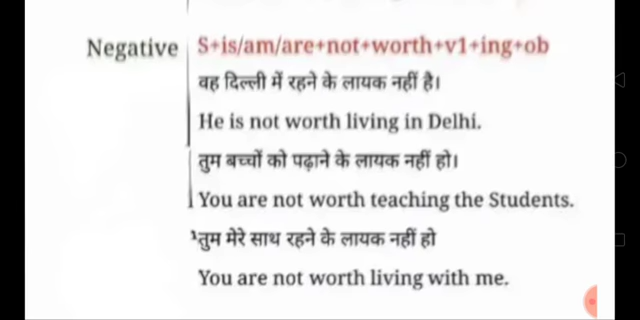 Negative S+is/am/are+not+worth+v1+ing+ob
वह दिल्ली में रहने के लायक नहीं है।
He is not worth living in Delhi.
तुम बच्चों को पढ़ाने के लायक नहीं हो।
You are not worth teaching the Students.
¹तुम मेरे साथ रहने के लायक नहीं हो
You are not worth living with me.